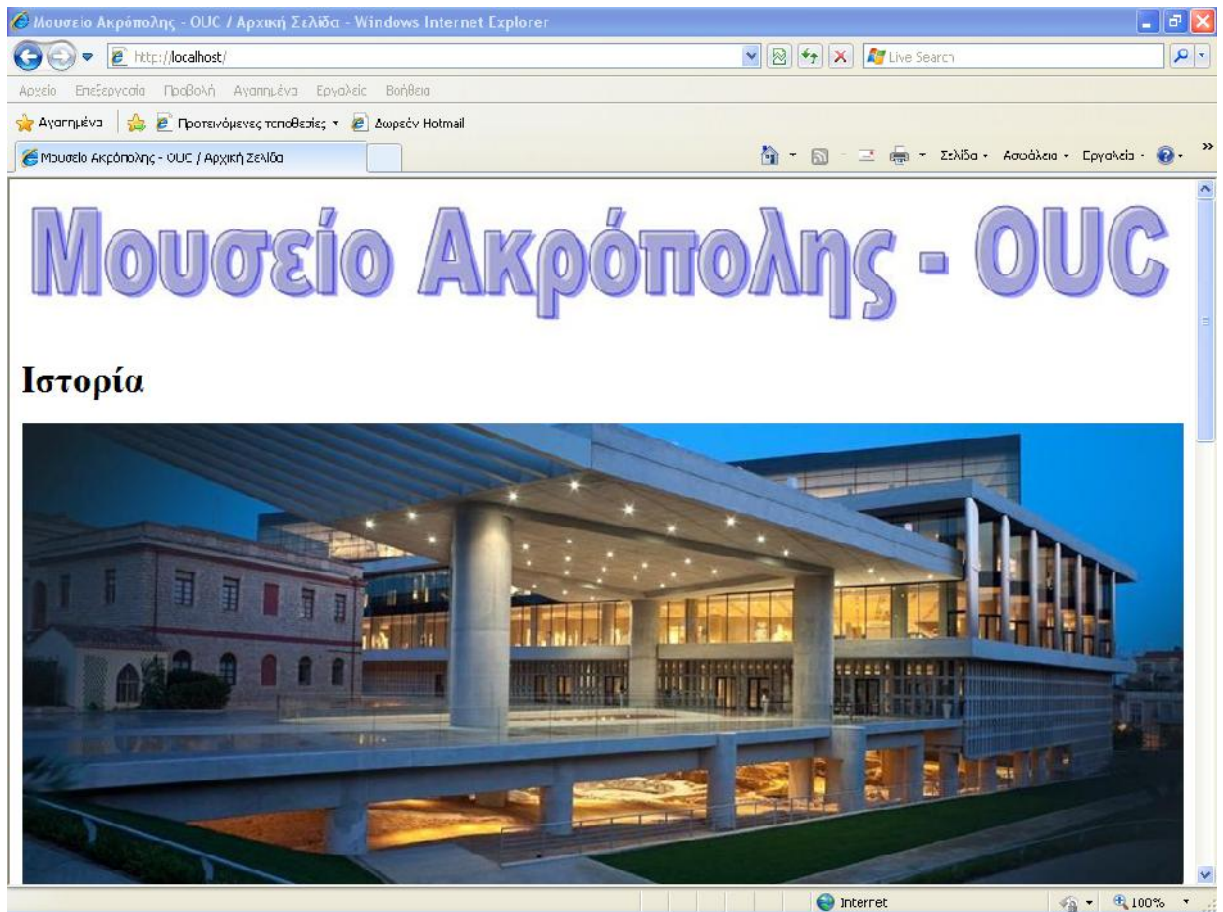 Μουσείο Ακρόπολης - OUC / Αρχική Σελίδα - Windows Internet Explorer
http://localhost/
Live Search
Αρχείο Επεξεργασία Προβολή Αγαπημένα Εργαλεία Βοήθεια
Αγαπημένα Προτεινόμενες τοποθεσίες Δωρεάν Hotmail
Μουσείο Ακρόπολης - OUC / Αρχική Σελίδα
Σελίδα Ασφάλεια Εργαλεία
Μουσείο Ακρόπολης - OUC
Ιστορία
Internet 100%